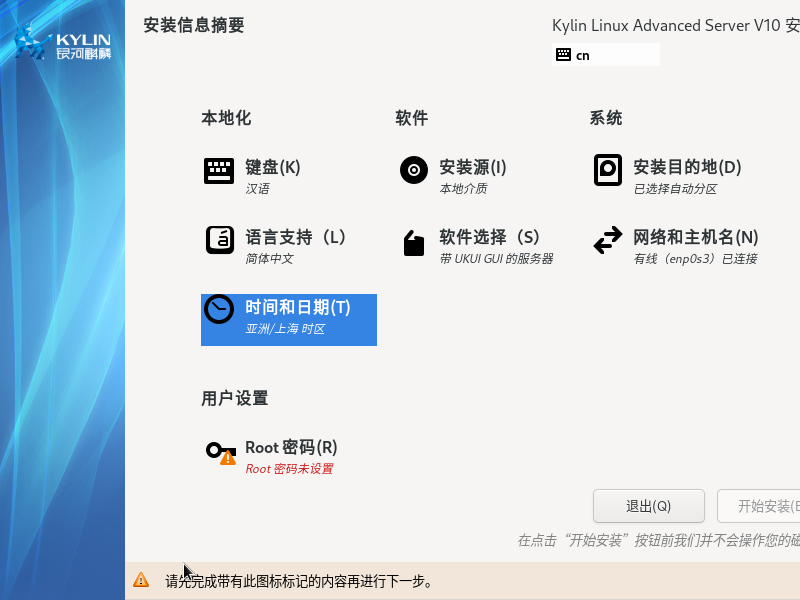 KYLIN
银河麒麟
安装信息摘要
Kylin Linux Advanced Server V10 安
cn
本地化
软件
系统
键盘(K)
汉语
安装源(I)
本地介质
安装目的地(D)
已选择自动分区
语言支持（L）
简体中文
软件选择（S）
带 UKUI GUI 的服务器
网络和主机名(N)
有线（enp0s3）已连接
时间和日期(T)
亚洲/上海 时区
用户设置
Root 密码(R)
Root 密码未设置
退出(Q)
开始安装(B
在点击“开始安装”按钮前我们并不会操作您的磁
请先完成带有此图标标记的内容再进行下一步。